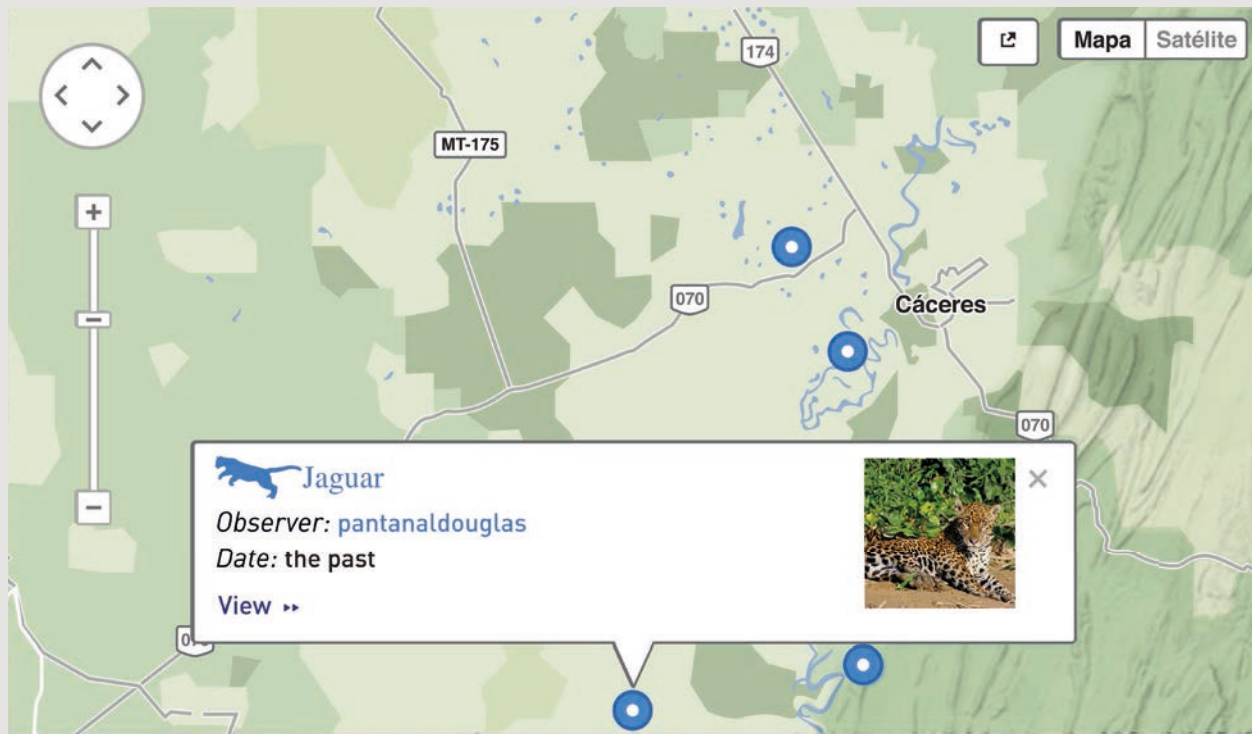 174
Mapa
Satélite
MT-175
+
070
Cáceres
070
Jaguar
Observer: pantanaldouglas
Date: the past
View